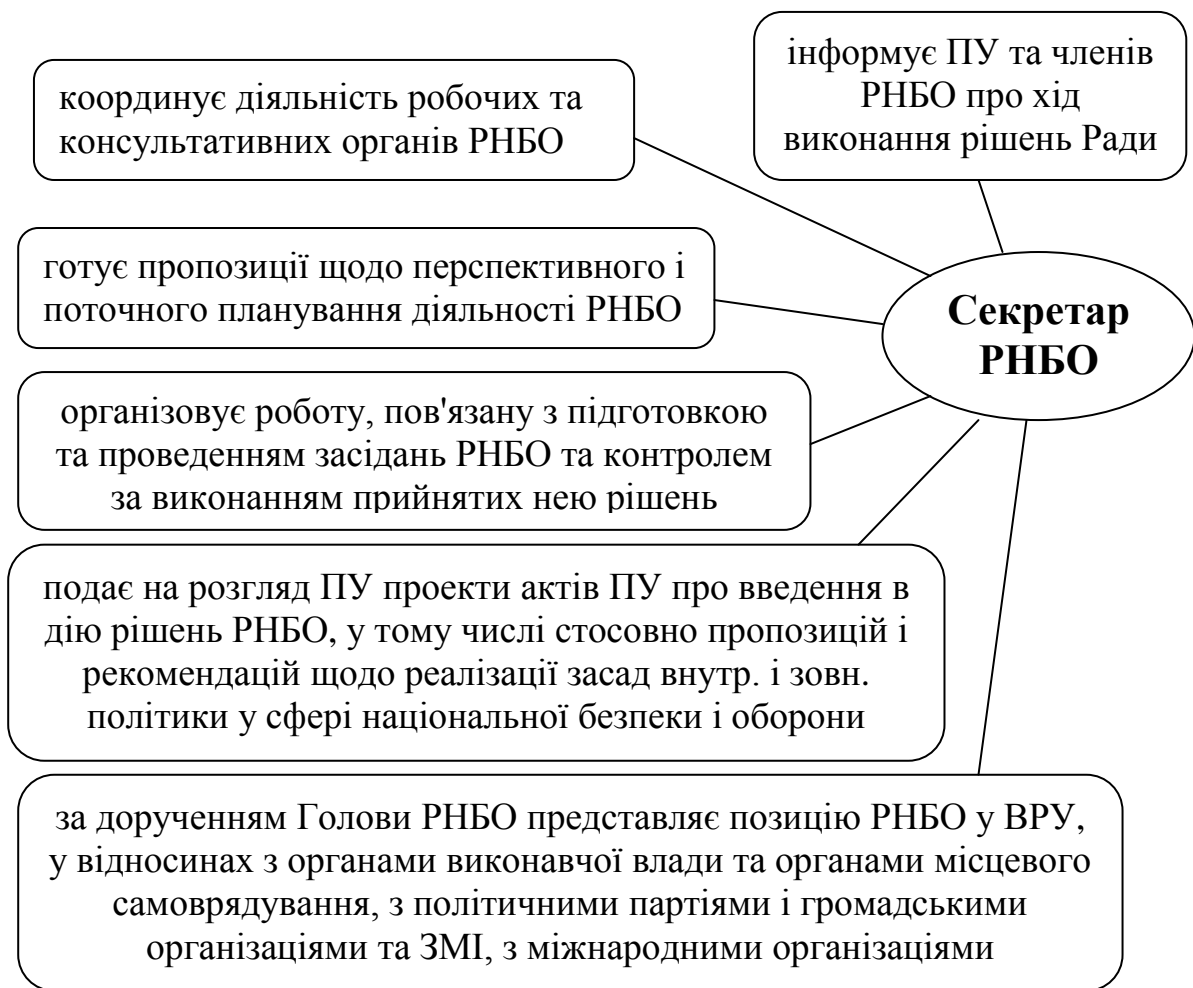 інформує ПУ та членів
РНБО про хід
виконання рішень Ради
координує діяльність робочих та
консультативних органів РНБО
готує пропозиції щодо перспективного і
поточного планування діяльності РНБО
Секретар
РНБО
організовує роботу, пов'язану з підготовкою
та проведенням засідань РНБО та контролем
за виконанням прийнятих нею рішень
подає на розгляд ПУ проекти актів ПУ про введення в
дію рішень РНБО, у тому числі стосовно пропозицій і
рекомендацій щодо реалізації засад внутр. і зовн.
політики у сфері національної безпеки і оборони
за дорученням Голови РНБО представляє позицію РНБО у ВРУ,
у відносинах з органами виконавчої влади та органами місцевого
самоврядування, з політичними партіями і громадськими
організаціями та ЗМІ, з міжнародними організаціями